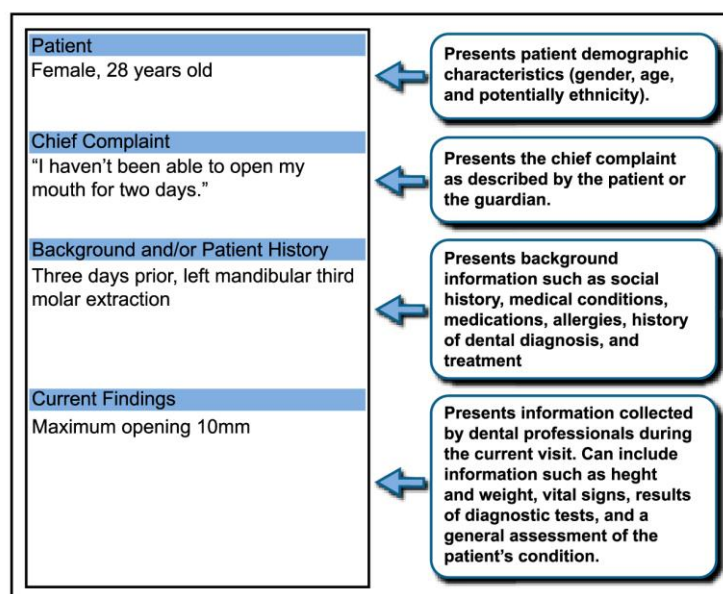 Patient
Female, 28 years old
Presents patient demographic
characteristics (gender, age,
and potentially ethnicity).
Chief Complaint
“I haven’t been able to open my
mouth for two days.”
Presents the chief complaint
as described by the patient or
the guardian.
Background and/or Patient History
Three days prior, left mandibular third
molar extraction
Presents background
information such as social
history, medical conditions,
medications, allergies, history
of dental diagnosis, and
treatment
Current Findings
Maximum opening 10mm
Presents information collected
by dental professionals during
the current visit. Can include
information such as heght
and weight, vital signs, results
of diagnostic tests, and a
general assessment of the
patient’s condition.